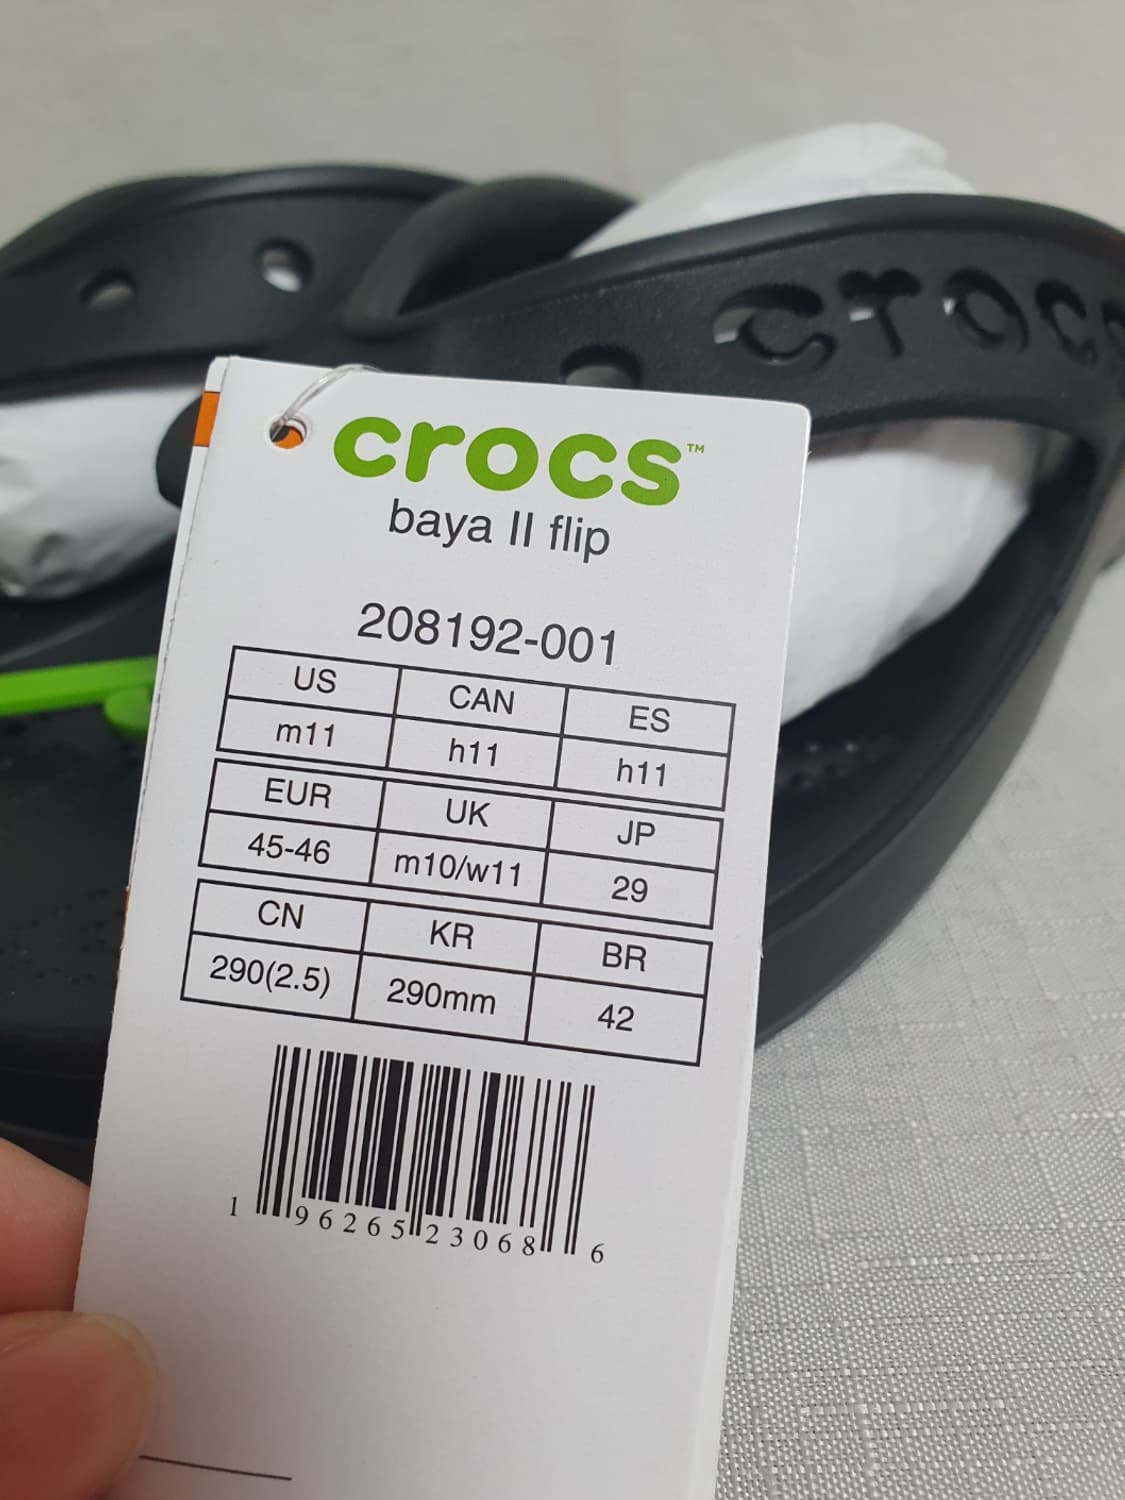 crocs
crocs™
baya II flip
208192-001
US CAN ES
m11 h11 h11
EUR UK JP
45-46 m10/w11 29
CN KR BR
290(2.5) 290mm 42
1 96265 23068 6